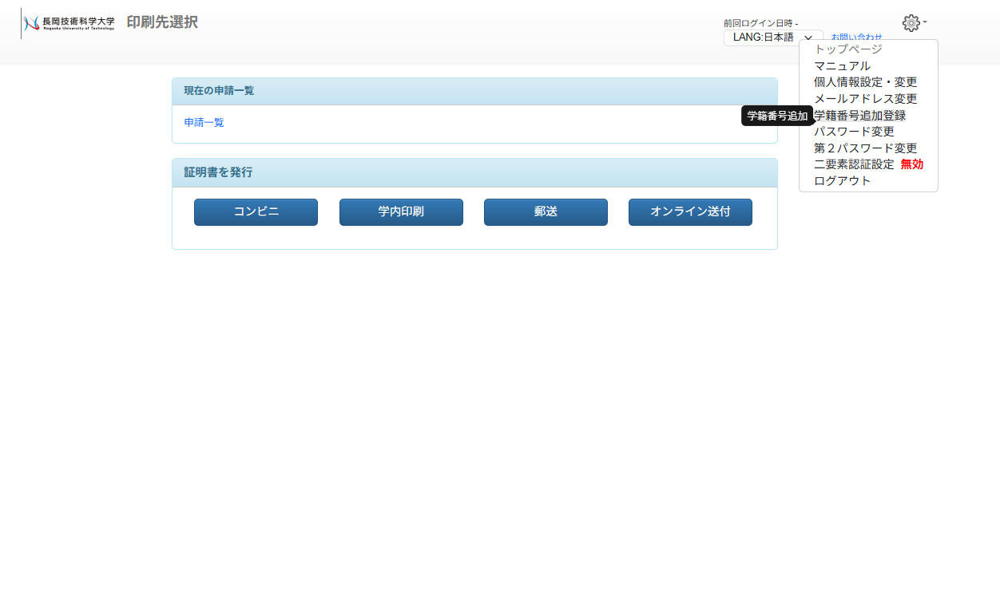 長岡技術科学大学
Nagaoka University of Technology
印刷先選択
前回ログイン日時 -
LANG:日本語
お問い合わせ
トップページ
マニュアル
個人情報設定・変更
メールアドレス変更
学籍番号追加
学籍番号追加登録
パスワード変更
第２パスワード変更
二要素認証設定 無効
ログアウト
現在の申請一覧
申請一覧
証明書を発行
コンビニ
学内印刷
郵送
オンライン送付